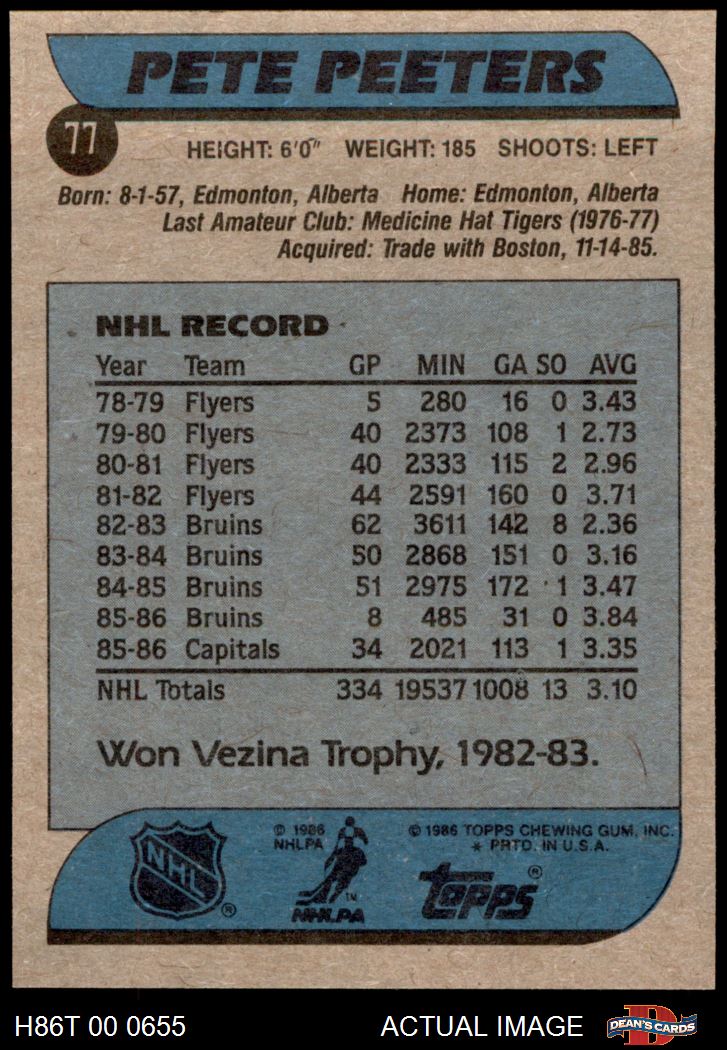 PETE PEETERS
77
HEIGHT: 6'0" WEIGHT: 185 SHOOTS: LEFT
Born: 8-1-57, Edmonton, Alberta Home: Edmonton, Alberta
Last Amateur Club: Medicine Hat Tigers (1976-77)
Acquired: Trade with Boston, 11-14-85.
NHL RECORD
Year Team GP MIN GA SO AVG
78-79 Flyers 5 280 16 0 3.43
79-80 Flyers 40 2373 108 1 2.73
80-81 Flyers 40 2333 115 2 2.96
81-82 Flyers 44 2591 160 0 3.71
82-83 Bruins 62 3611 142 8 2.36
83-84 Bruins 50 2868 151 0 3.16
84-85 Bruins 51 2975 172 1 3.47
85-86 Bruins 8 485 31 0 3.84
85-86 Capitals 34 2021 113 1 3.35
NHL Totals 334 19537 1008 13 3.10
Won Vezina Trophy, 1982-83.
NHL ®
© 1986
NHLPA
TM
NHLPA
© 1986 TOPPS CHEWING GUM, INC.
* PRTD. IN U.S.A.
Topps ®
H86T 00 0655 ACTUAL IMAGE
D
DEAN'S CARDS